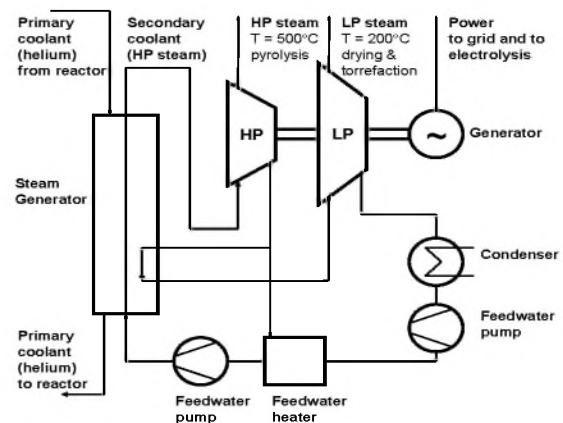 Primary
coolant
(helium)
from reactor
Secondary
coolant
(HP steam)
HP steam
T = 500°C
pyrolysis
LP steam
T = 200°C
drying &
torrefaction
Power
to grid and to
electrolysis
HP
LP
~
Generator
Steam
Generator
Condenser
Feedwater
pump
Primary
coolant
(helium)
to reactor
Feedwater
pump
Feedwater
heater